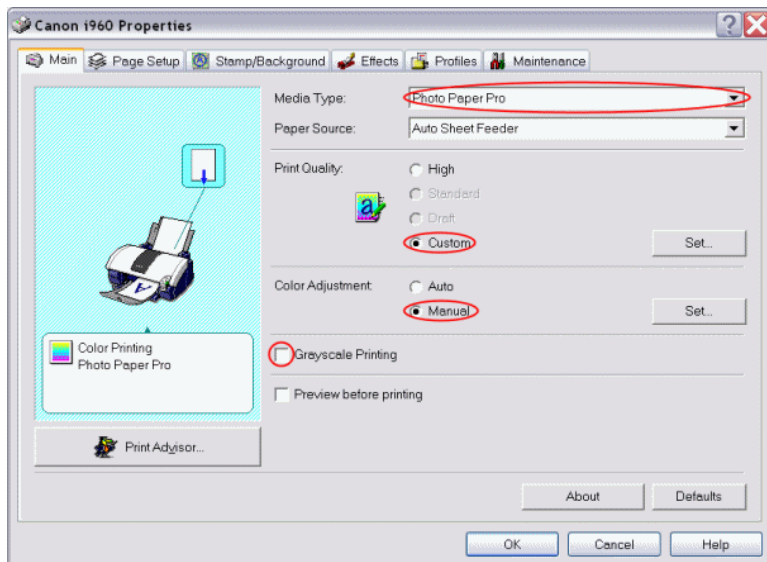 Canon i960 Properties
Main Page Setup Stamp/Background Effects Profiles Maintenance
Media Type: Photo Paper Pro
Paper Source: Auto Sheet Feeder
Print Quality: High
Standard
Draft
Custom Set...
Color Adjustment: Auto
Manual Set...
Color Printing
Photo Paper Pro
Grayscale Printing
Preview before printing
Print Advisor...
About Defaults
OK Cancel Help